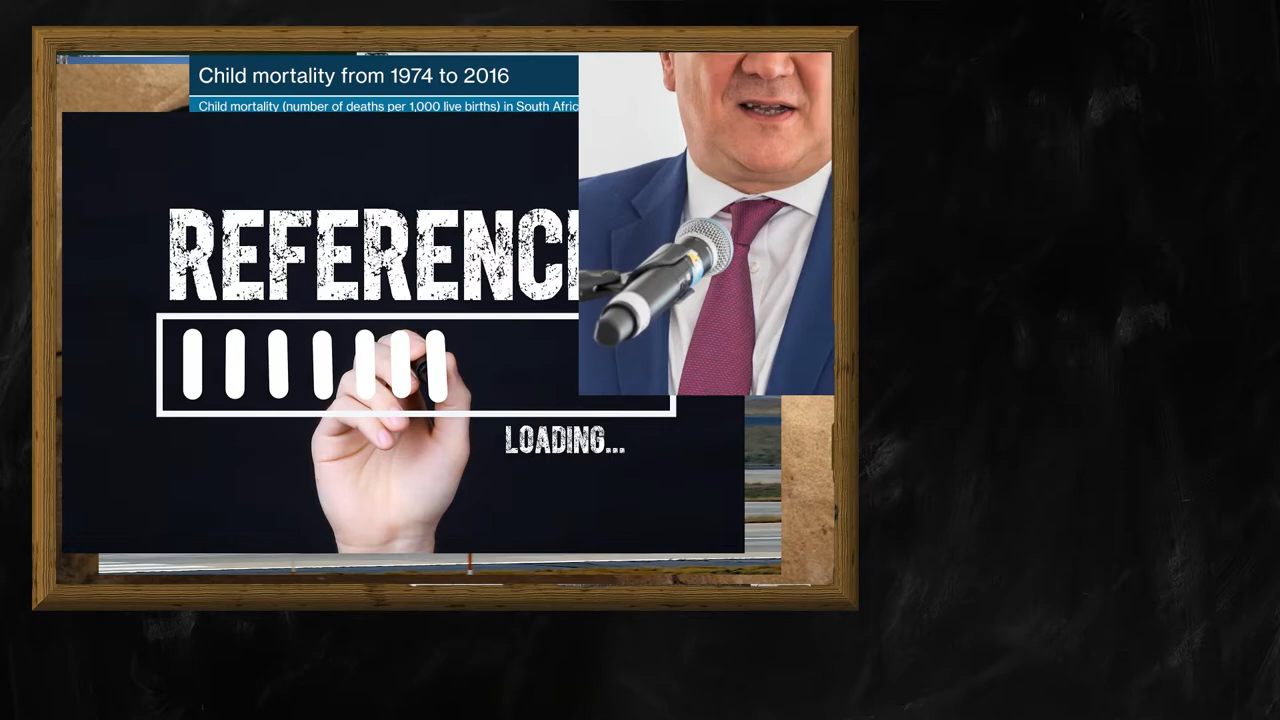 Child mortality from 1974 to 2016
Child mortality (number of deaths per 1,000 live births) in South
REFERENC
LOADING...